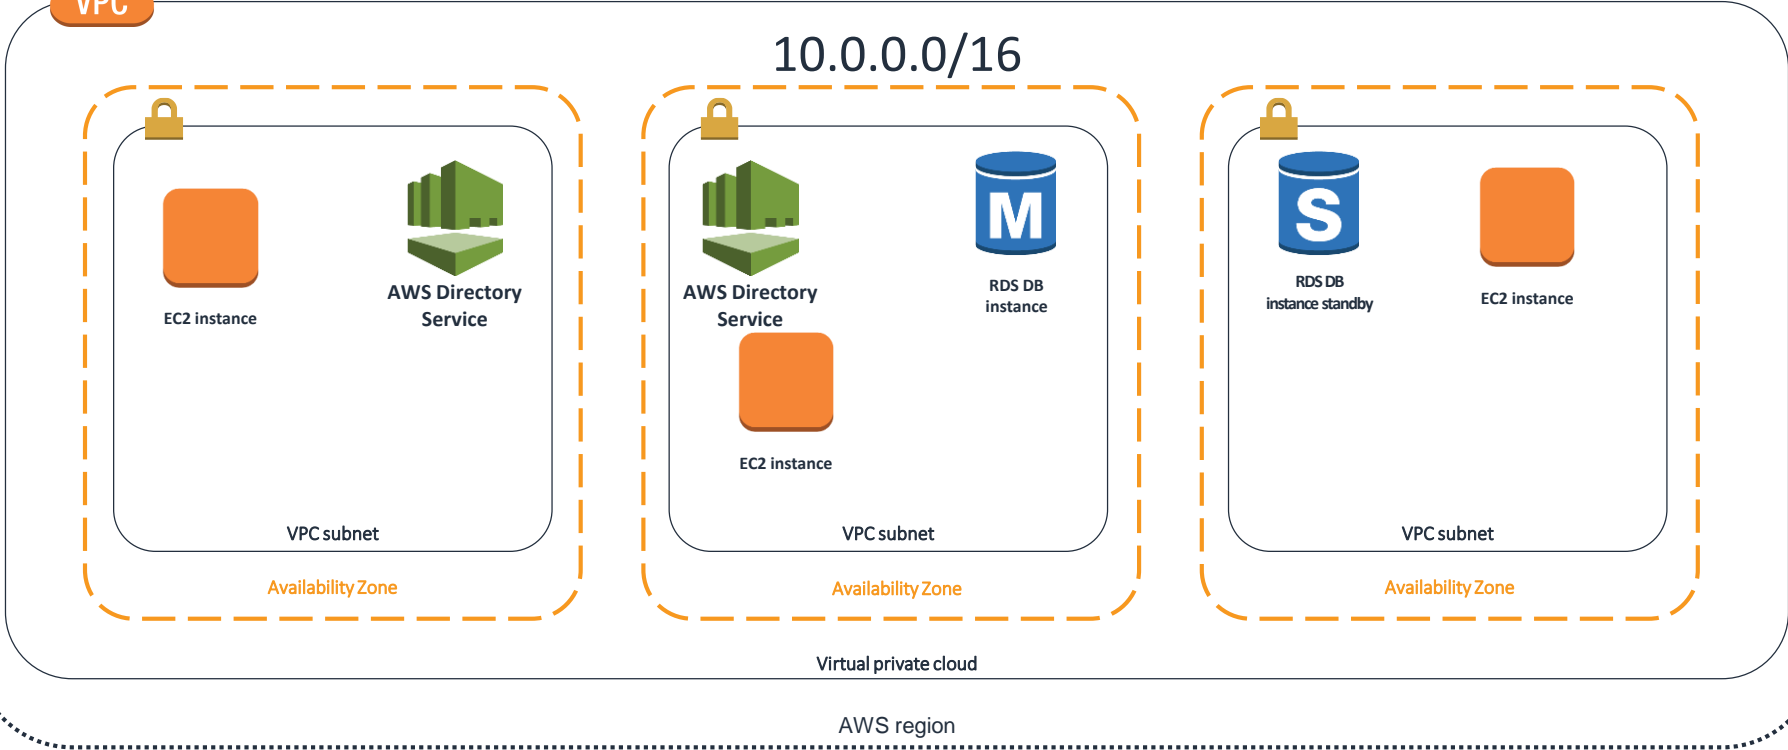 VPC
10.0.0.0/16
EC2 instance
AWS Directory
Service
VPC subnet
Availability Zone
AWS Directory
Service
M
RDS DB
instance
EC2 instance
VPC subnet
Availability Zone
S
RDS DB
instance standby
EC2 instance
VPC subnet
Availability Zone
Virtual private cloud
AWS region